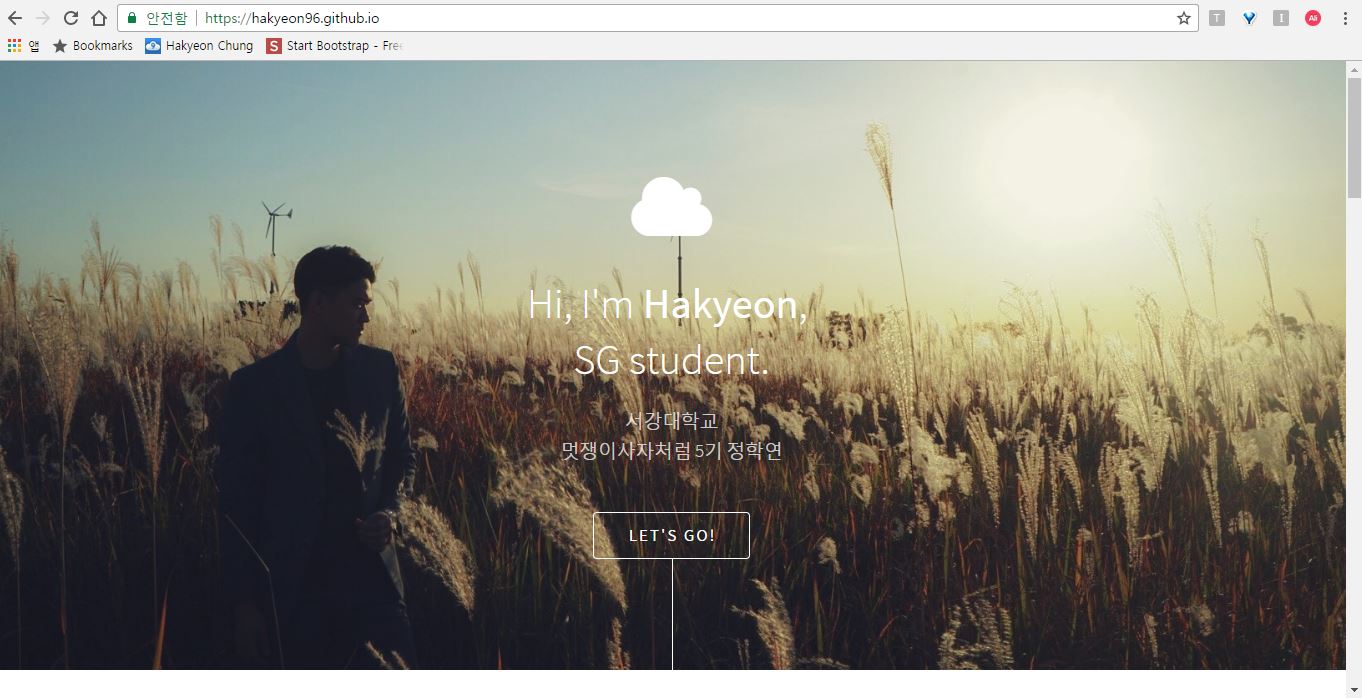 안전함 https://hakyeon96.github.io
앱 Bookmarks Hakyeon Chung Start Bootstrap - Free
Hi, I'm Hakyeon,
SG student.
서강대학교
멋쟁이사자처럼 5기 정학연
LET'S GO!